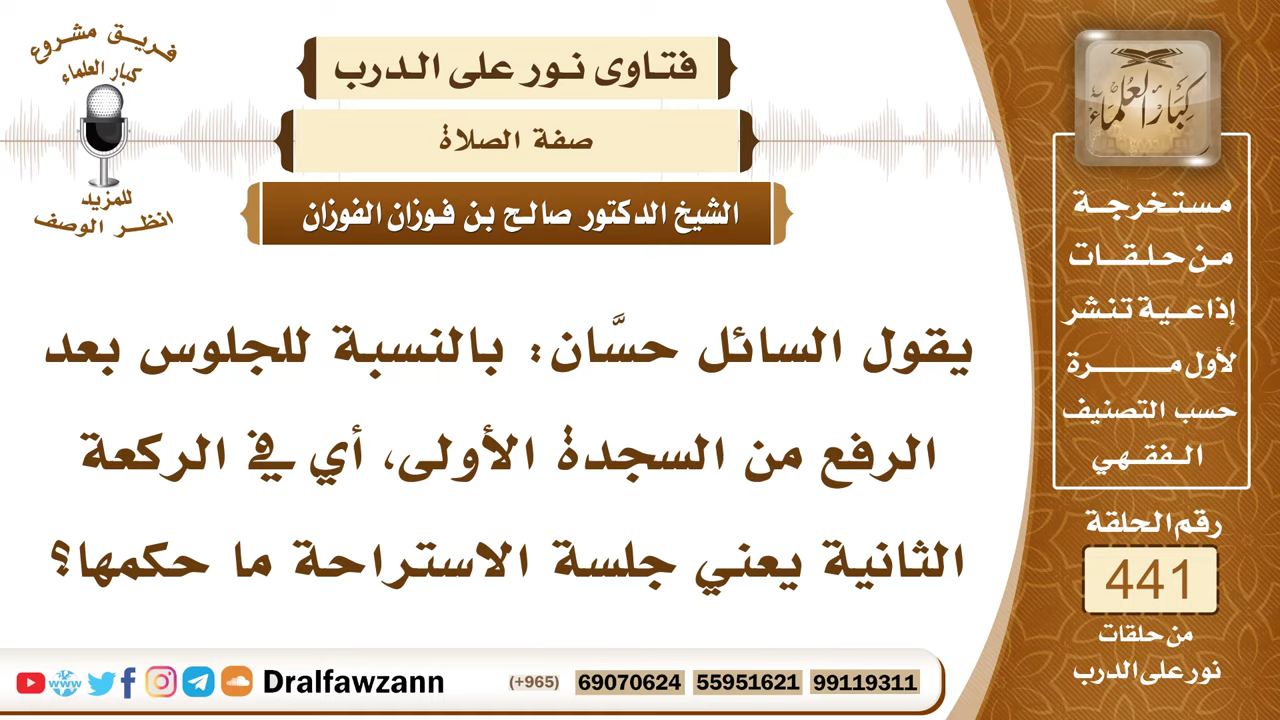 فريق مشروع
كبار العلماء
للمزيد
انظر الوصف
فتاوى نور على الدرب
صفة الصلاة
الشيخ الدكتور صالح بن فوزان الفوزان
يقول السائل حسَّان: بالنسبة للجلوس بعد
الرفع من السجدة الأولى، أي في الركعة
الثانية يعني جلسة الاستراحة ما حكمها؟
كبار العلماء
مستخرجة
من حلقات
إذاعية تنشر
لأول مرة
حسب التصنيف
الفقهي
رقم الحلقة
441
من حلقات
نور على الدرب
www Dralfawzann (+965) 69070624 55951621 99119311